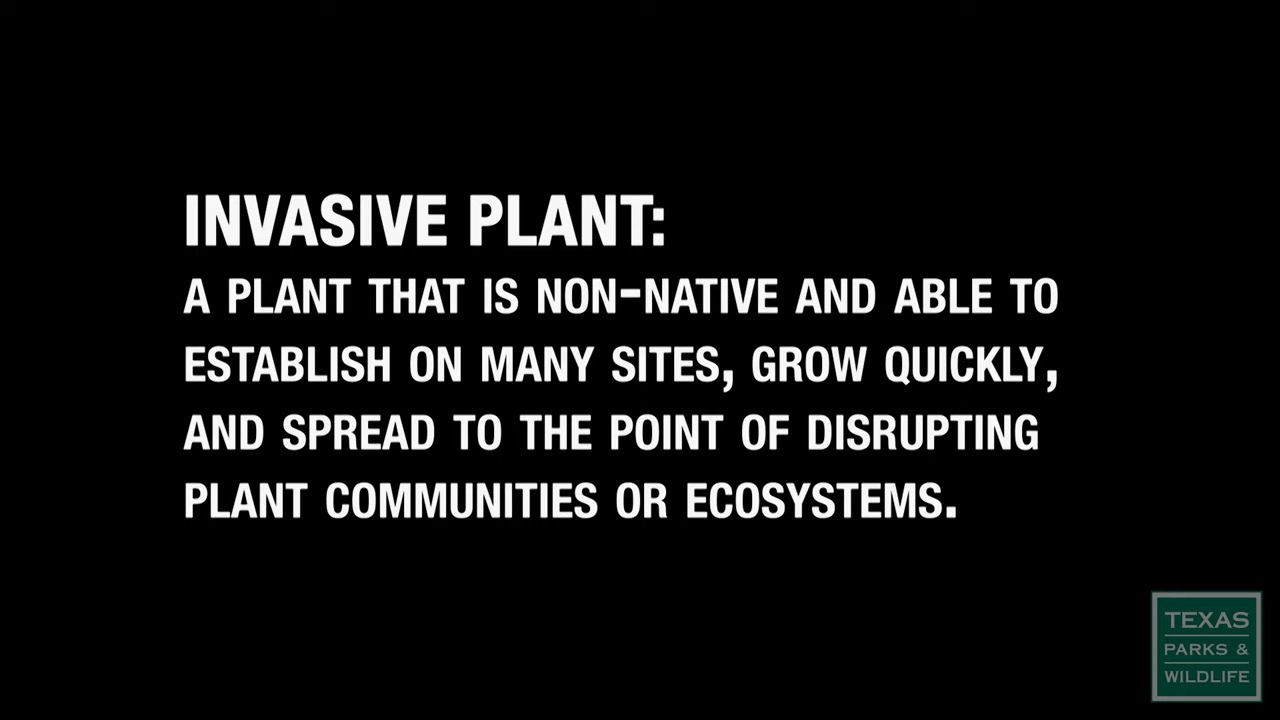 INVASIVE PLANT:
A PLANT THAT IS NON-NATIVE AND ABLE TO
ESTABLISH ON MANY SITES, GROW QUICKLY,
AND SPREAD TO THE POINT OF DISRUPTING
PLANT COMMUNITIES OR ECOSYSTEMS.
TEXAS
PARKS &
WILDLIFE